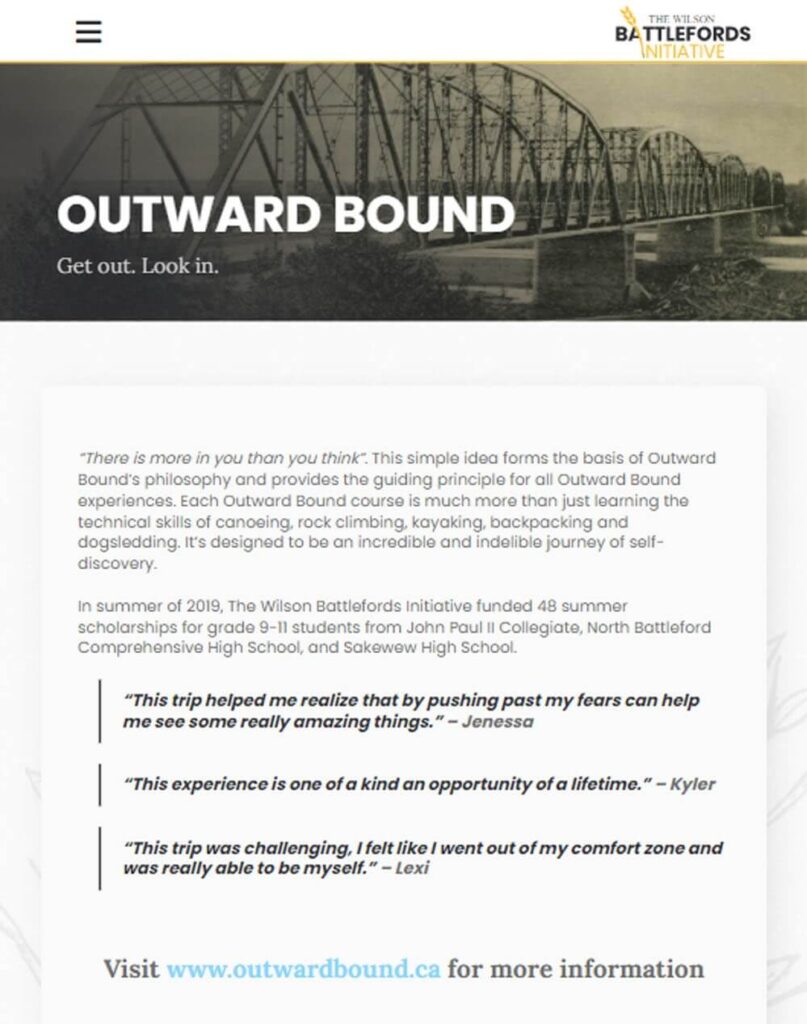 THE WILSON
BATTLEFORDS
INITIATIVE
OUTWARD BOUND
Get out. Look in.
“There is more in you than you think”. This simple idea forms the basis of Outward
Bound’s philosophy and provides the guiding principle for all Outward Bound
experiences. Each Outward Bound course is much more than just learning the
technical skills of canoeing, rock climbing, kayaking, backpacking and
dogsledding. It’s designed to be an incredible and indelible journey of self-
discovery.
In summer of 2019, The Wilson Battlefords Initiative funded 48 summer
scholarships for grade 9-11 students from John Paul II Collegiate, North Battleford
Comprehensive High School, and Sakewew High School.
“This trip helped me realize that by pushing past my fears can help
me see some really amazing things.” – Jenessa
“This experience is one of a kind an opportunity of a lifetime.” – Kyler
“This trip was challenging, I felt like I went out of my comfort zone and
was really able to be myself.” – Lexi
Visit www.outwardbound.ca for more information